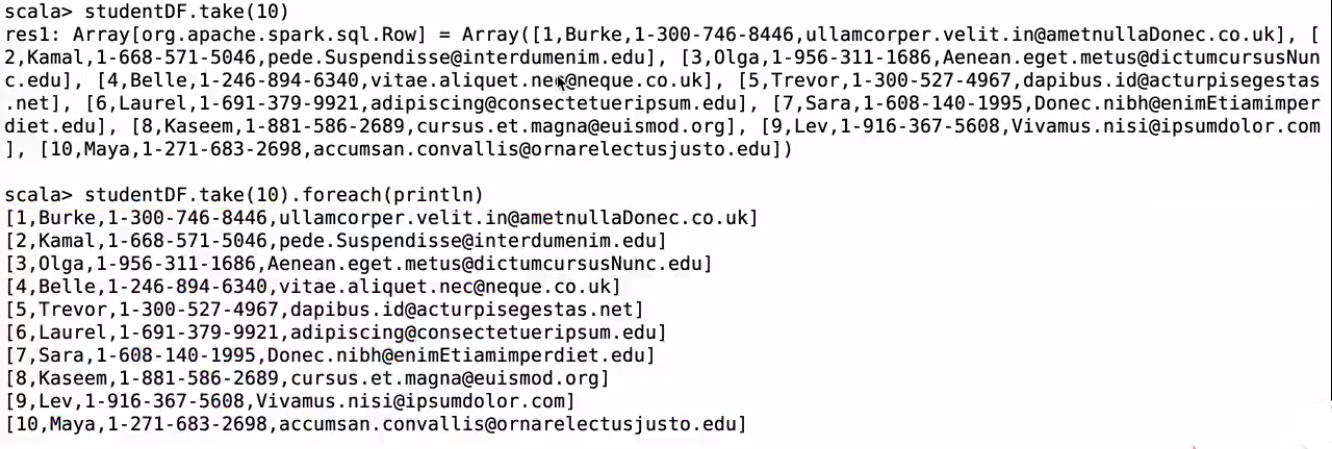 scala> studentDF.take(10)
res1: Array[org.apache.spark.sql.Row] = Array([1,Burke,1-300-746-8446,ullamcorper.velit.in@ametnullaDonec.co.uk], [
2,Kamal,1-668-571-5046,pede.Suspendisse@interdumenim.edu], [3,Olga,1-956-311-1686,Aenean.eget.metus@dictumcursusNun
c.edu], [4,Belle,1-246-894-6340,vitae.aliquet.nec@neque.co.uk], [5,Trevor,1-300-527-4967,dapibus.id@acturpisegestas
.net], [6,Laurel,1-691-379-9921,adipiscing@consectetueripsum.edu], [7,Sara,1-608-140-1995,Donec.nibh@enimEtiamimper
diet.edu], [8,Kaseem,1-881-586-2689,cursus.et.magna@euismod.org], [9,Lev,1-916-367-5608,Vivamus.nisi@ipsumdolor.com
], [10,Maya,1-271-683-2698,accumsan.convallis@ornarelectusjusto.edu])
scala> studentDF.take(10).foreach(println)
[1,Burke,1-300-746-8446,ullamcorper.velit.in@ametnullaDonec.co.uk]
[2,Kamal,1-668-571-5046,pede.Suspendisse@interdumenim.edu]
[3,Olga,1-956-311-1686,Aenean.eget.metus@dictumcursusNunc.edu]
[4,Belle,1-246-894-6340,vitae.aliquet.nec@neque.co.uk]
[5,Trevor,1-300-527-4967,dapibus.id@acturpisegestas.net]
[6,Laurel,1-691-379-9921,adipiscing@consectetueripsum.edu]
[7,Sara,1-608-140-1995,Donec.nibh@enimEtiamimperdiet.edu]
[8,Kaseem,1-881-586-2689,cursus.et.magna@euismod.org]
[9,Lev,1-916-367-5608,Vivamus.nisi@ipsumdolor.com]
[10,Maya,1-271-683-2698,accumsan.convallis@ornarelectusjusto.edu]